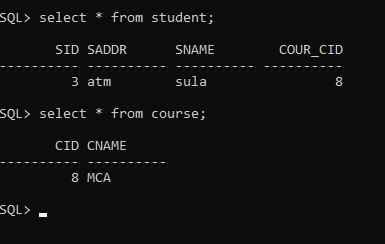 SQL> select * from student;
SID SADDR SNAME COUR_CID
---------- ---------- ---------- ----------
3 atm sula 8
SQL> select * from course;
CID CNAME
---------- ----------
8 MCA
SQL>